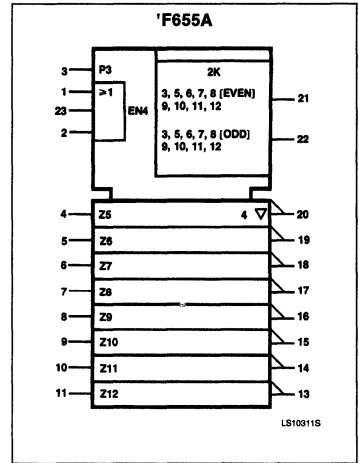 'F655A
3 P3 2K
1 ≥1 3, 5, 6, 7, 8 [EVEN] 21
23 EN4 9, 10, 11, 12
2 3, 5, 6, 7, 8 [ODD] 22
9, 10, 11, 12
4 Z5 4 ▽ 20
5 Z6 19
6 Z7 18
7 Z8 17
8 Z9 16
9 Z10 15
10 Z11 14
11 Z12 13
LS10311S